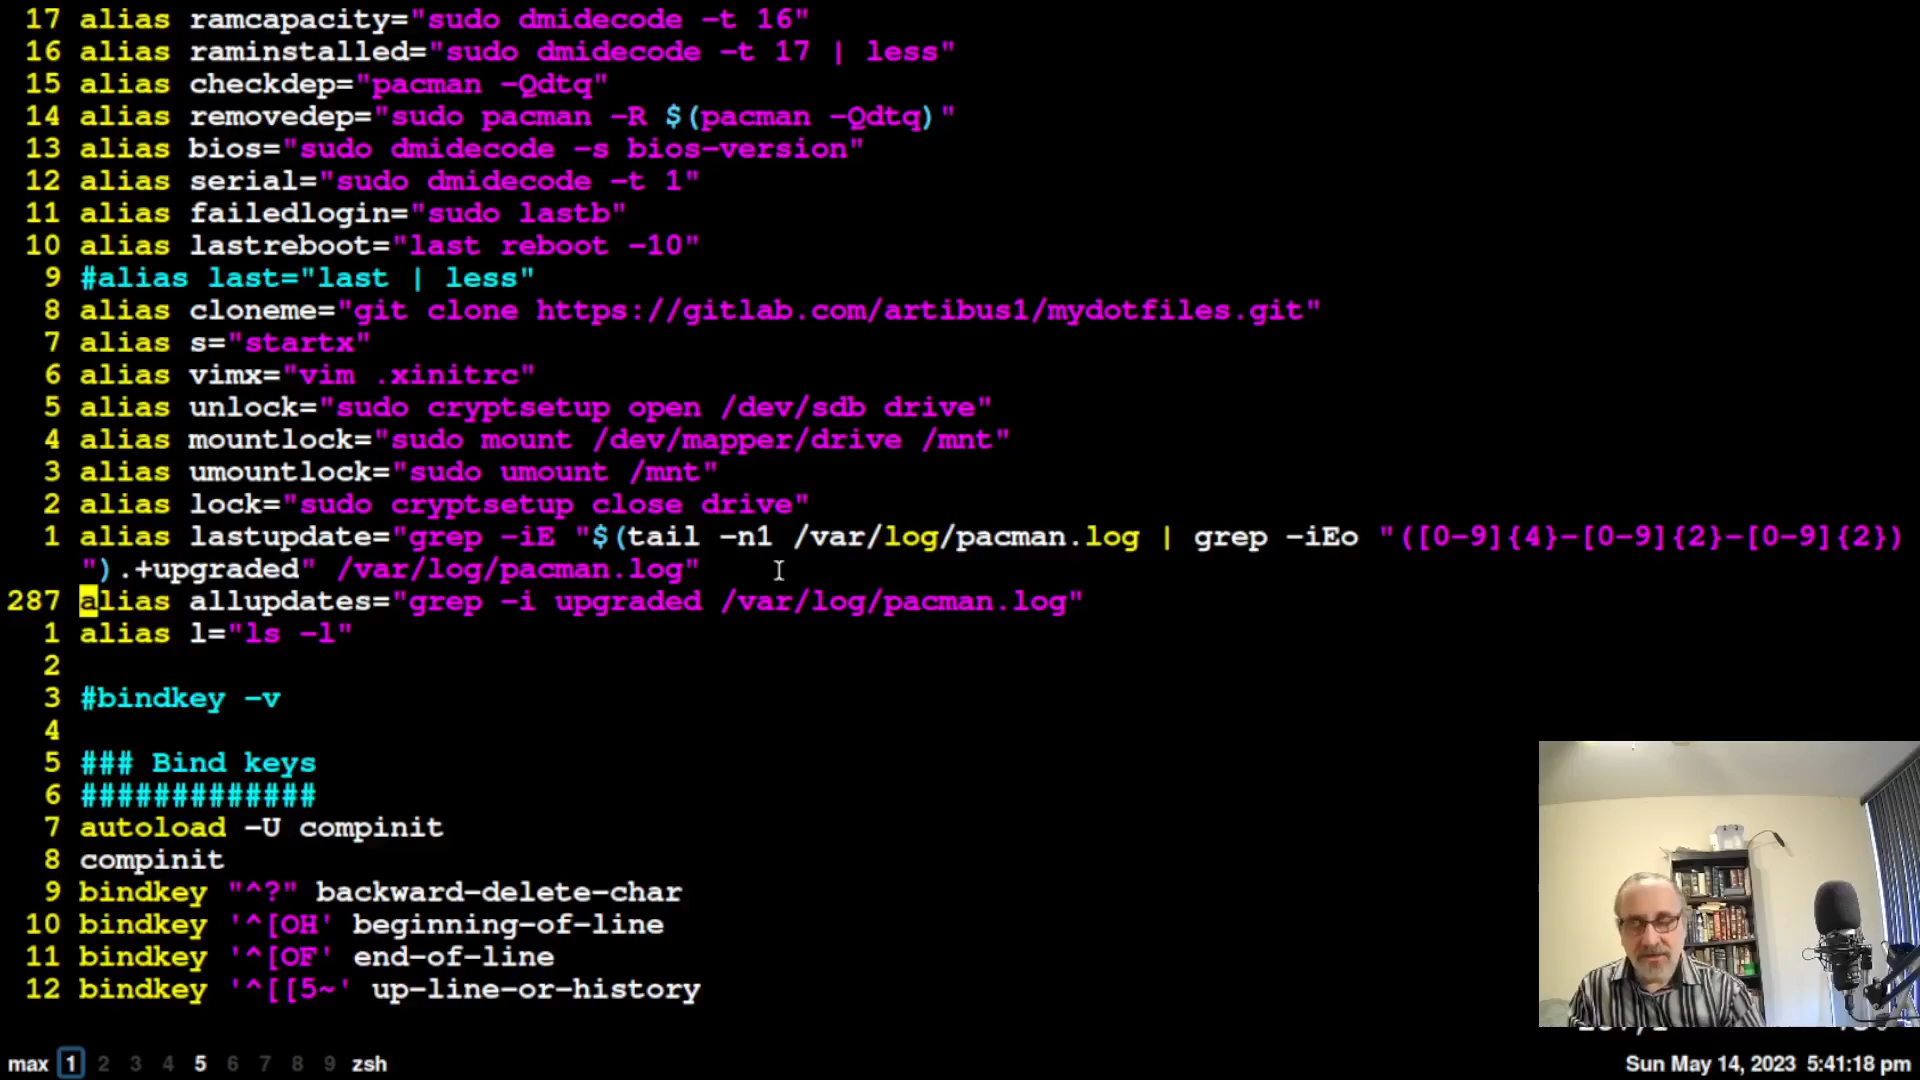 17 alias ramcapacity="sudo dmidecode -t 16"
16 alias raminstalled="sudo dmidecode -t 17 | less"
15 alias checkdep="pacman -Qdtq"
14 alias removedep="sudo pacman -R $(pacman -Qdtq)"
13 alias bios="sudo dmidecode -s bios-version"
12 alias serial="sudo dmidecode -t 1"
11 alias failedlogin="sudo lastb"
10 alias lastreboot="last reboot -10"
9 #alias last="last | less"
8 alias cloneme="git clone https://gitlab.com/artibus1/mydotfiles.git"
7 alias s="startx"
6 alias vimx="vim .xinitrc"
5 alias unlock="sudo cryptsetup open /dev/sdb drive"
4 alias mountlock="sudo mount /dev/mapper/drive /mnt"
3 alias umountlock="sudo umount /mnt"
2 alias lock="sudo cryptsetup close drive"
1 alias lastupdate="grep -iE "$(tail -n1 /var/log/pacman.log | grep -iEo "([0-9]{4}-[0-9]{2}-[0-9]{2})
").+upgraded" /var/log/pacman.log"
287 alias allupdates="grep -i upgraded /var/log/pacman.log"
1 alias l="ls -l"
2
3 #bindkey -v
4
5 ### Bind keys
6 #############
7 autoload -U compinit
8 compinit
9 bindkey "^?" backward-delete-char
10 bindkey '^[OH' beginning-of-line
11 bindkey '^[OF' end-of-line
12 bindkey '^[[5~' up-line-or-history
max 1 2 3 4 5 6 7 8 9 zsh Sun May 14, 2023 5:41:18 pm